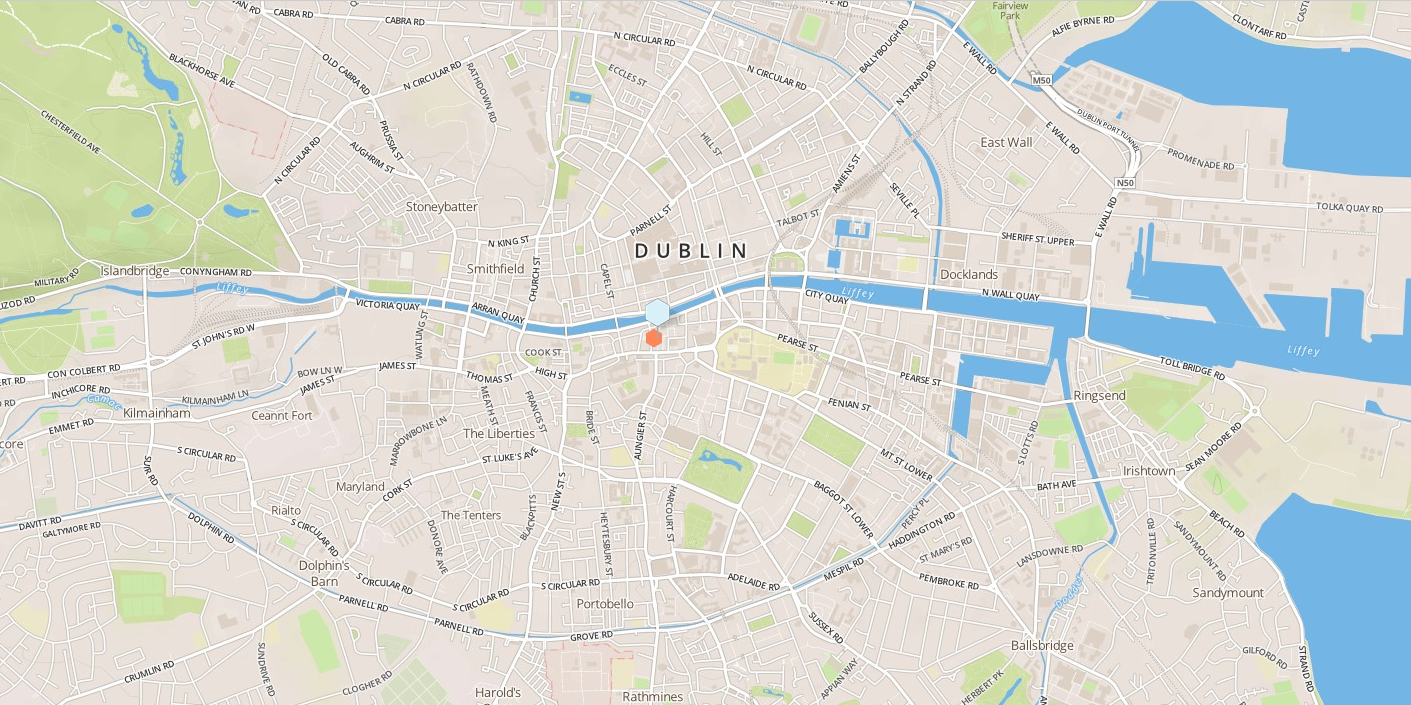 CABRA RD
CABRA RD
N CIRCULAR RD
Fairview
Park
ALFIE BYRNE RD
CLONTARF RD
BLACKHORSE AVE
OLD CABRA RD
N CIRCULAR RD
RATHDOWN RD
ECCLES ST
N CIRCULAR RD
BALLYBOUGH RD
E WALL RD
M50
N STRAND RD
DUBLIN PORT TUNNEL
CHESTERFIELD AVE
PRUSSIA ST
AUGHRIM ST
N CIRCULAR RD
HILL ST
AMIENS ST
East Wall
E WALL RD
PROMENADE RD
N50
Stoneybatter
PARNELL ST
TALBOT ST
SEVILLE PL
TOLKA QUAY RD
E WALL RD
N KING ST
DUBLIN
SHERIFF ST UPPER
Islandbridge
CONYNGHAM RD
MILITARY RD
Smithfield
CHURCH ST
CAPEL ST
Docklands
Liffey
IZOD RD
VICTORIA QUAY
ARRAN QUAY
CITY QUAY
Liffey
N WALL QUAY
ST JOHN'S RD W
WATLING ST
COOK ST
PEARSE ST
Liffey
TOLL BRIDGE RD
CON COLBERT RD
ERT RD
INCHICORE RD
BOW LN W
JAMES ST
JAMES ST
THOMAS ST
HIGH ST
PEARSE ST
Ringsend
Camac
KILMAINHAM LN
Kilmainham
Ceannt Fort
MEATH ST
FRANCIS ST
BRIDE ST
AUNGIER ST
FENIAN ST
EMMET RD
core
MARROWBONE LN
The Liberties
S LOTTS RD
SEAN MOORE RD
S CIRCULAR RD
ST LUKE'S AVE
MT ST LOWER
Irishtown
SUIR RD
Maryland
CORK ST
NEW ST S
BATH AVE
Rialto
The Tenters
BLACKPITTS
HARCOURT ST
BAGGOT ST LOWER
PERCY PL
HADDINGTON RD
BEACH RD
DAVITT RD
GALTYMORE RD
DOLPHIN RD
S CIRCULAR RD
DONORE AVE
HEYTESBURY ST
ST MARY'S RD
LANSDOWNE RD
TRITONVILLE RD
SANDYMOUNT RD
Dolphin's
Barn
S CIRCULAR RD
S CIRCULAR RD
S CIRCULAR RD
ADELAIDE RD
MESPIL RD
PEMBROKE RD
Dodder
Sandymount
PARNELL RD
PARNELL RD
Portobello
GROVE RD
SUSSEX RD
Ballsbridge
CRUMLIN RD
SUNDRIVE RD
CLOGHER RD
Harold's
Rathmines
APPIAN WAY
HERBERT PK
GILFORD RD
STRAND RD